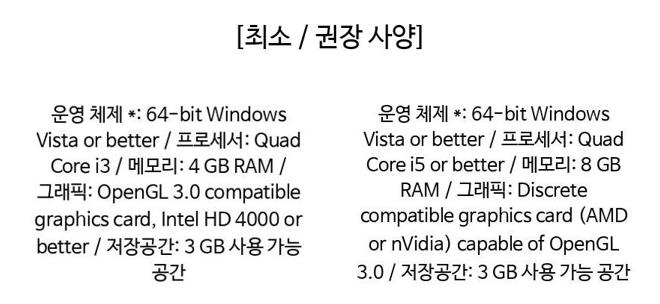 [최소 / 권장 사양]
운영 체제 *: 64-bit Windows
Vista or better / 프로세서: Quad
Core i3 / 메모리: 4 GB RAM /
그래픽: OpenGL 3.0 compatible
graphics card, Intel HD 4000 or
better / 저장공간: 3 GB 사용 가능
공간
운영 체제 *: 64-bit Windows
Vista or better / 프로세서: Quad
Core i5 or better / 메모리: 8 GB
RAM / 그래픽: Discrete
compatible graphics card (AMD
or nVidia) capable of OpenGL
3.0 / 저장공간: 3 GB 사용 가능 공간